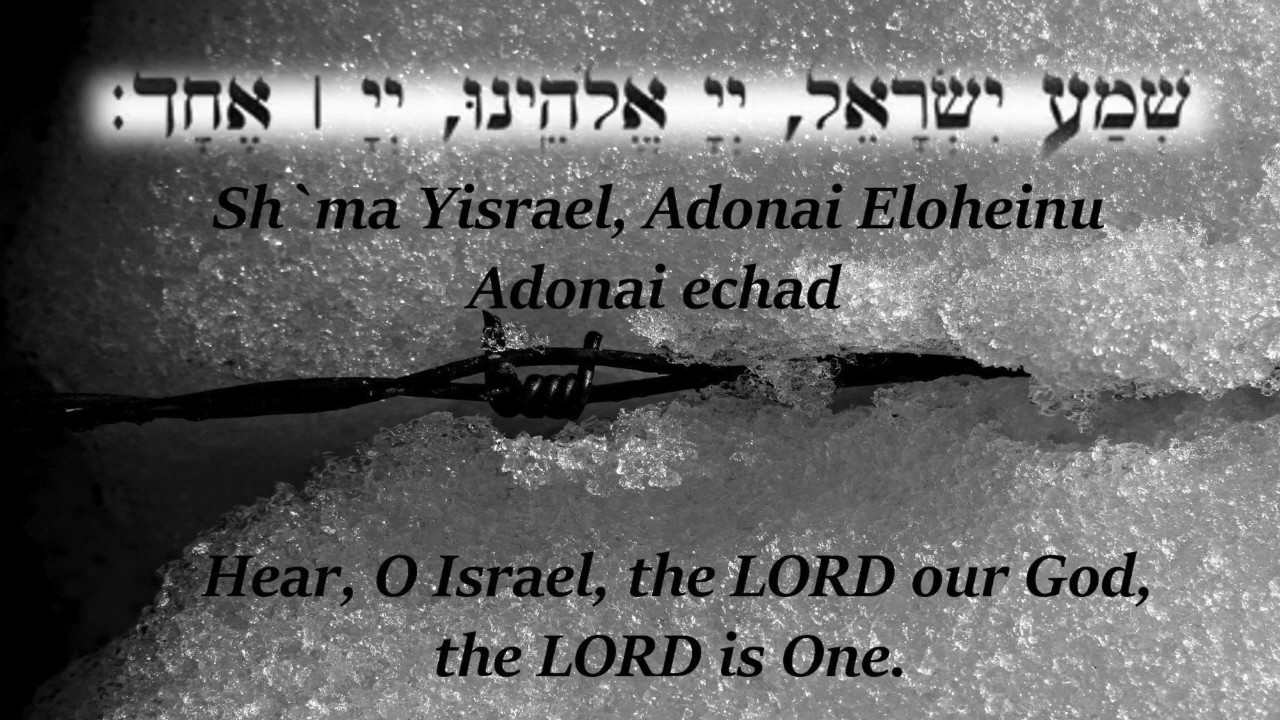 שְׁמַע יִשְׂרָאֵל, יְיָ אֱלֹהֵינוּ, יְיָ | אֶחָד:
Sh`ma Yisrael, Adonai Eloheinu
Adonai echad
Hear, O Israel, the LORD our God,
the LORD is One.